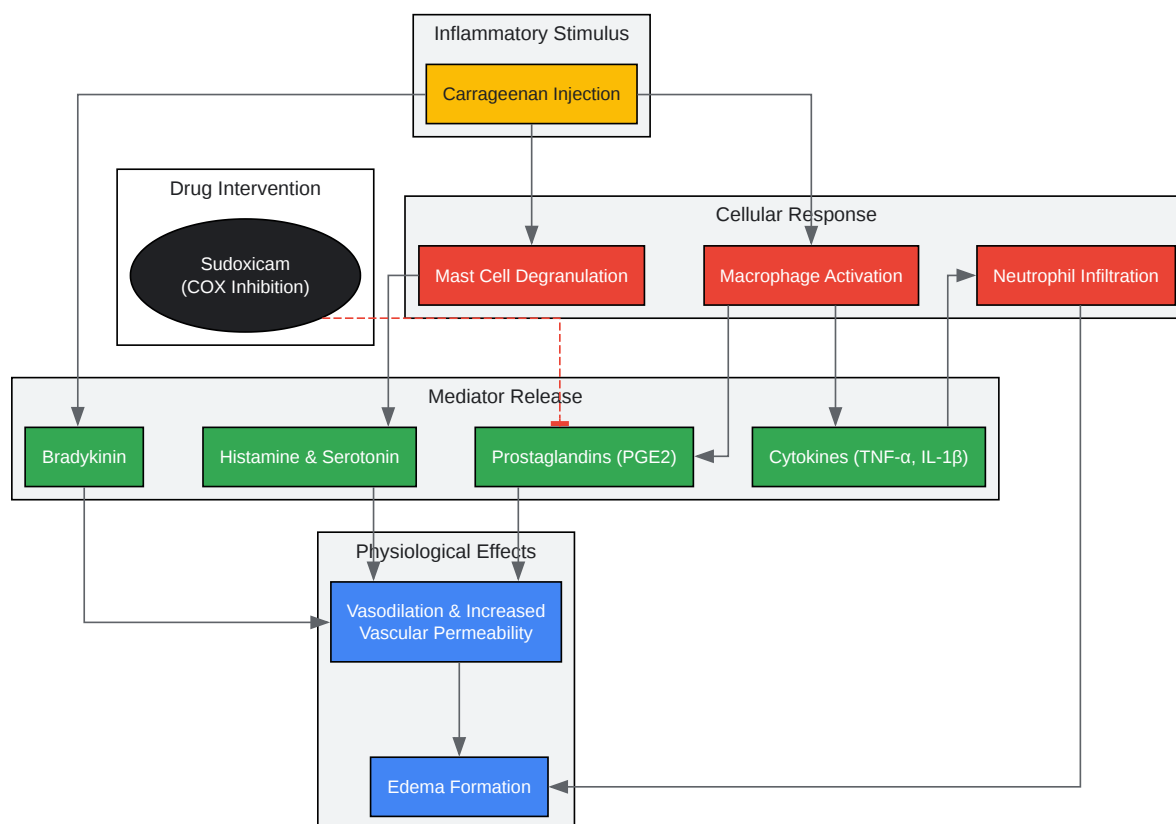 Inflammatory Stimulus
Carrageenan Injection
Drug Intervention
Sudoxicam
(COX Inhibition)
Cellular Response
Mast Cell Degranulation
Macrophage Activation
Neutrophil Infiltration
Mediator Release
Bradykinin
Histamine & Serotonin
Prostaglandins (PGE2)
Cytokines (TNF-α, IL-1β)
Physiological Effects
Vasodilation & Increased
Vascular Permeability
Edema Formation